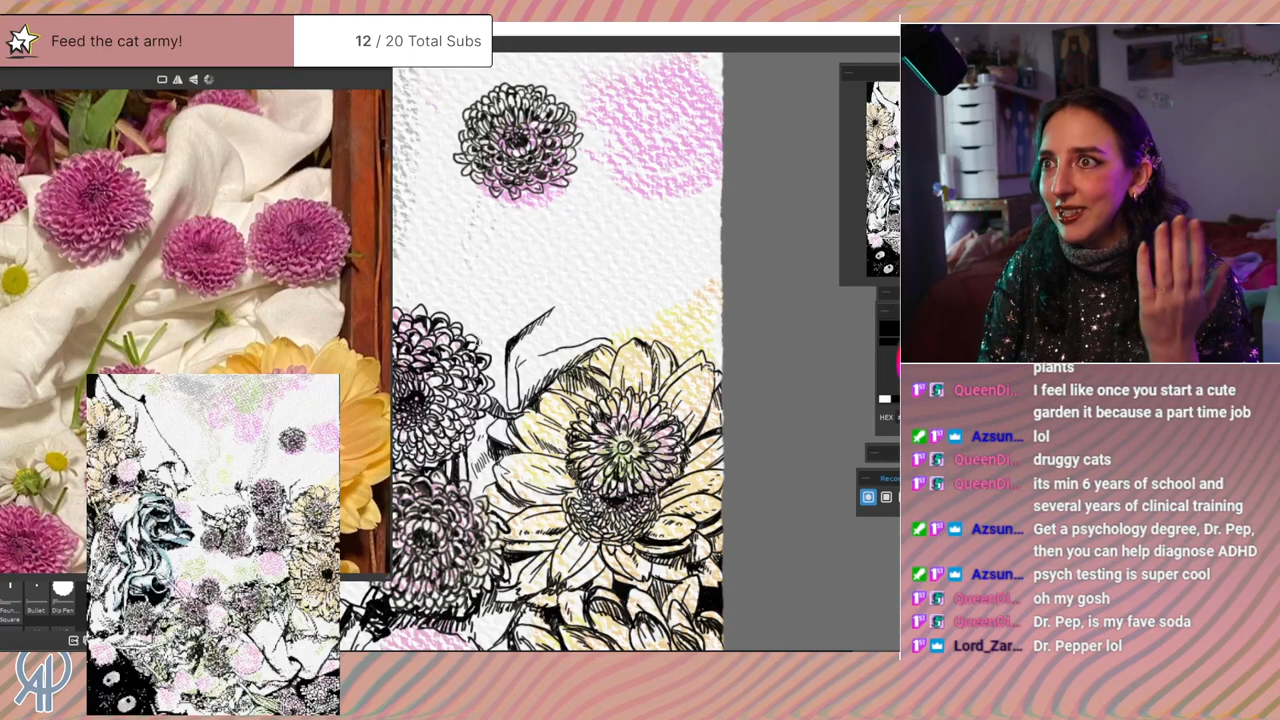 Feed the cat army!
12 / 20 Total Subs
Bullet
Dip Pen
Square
HEX
plants
QueenDi... I feel like once you start a cute
garden it because a part time job
Azsun... lol
QueenDi... druggy cats
QueenDi... its min 6 years of school and
several years of clinical training
Azsun... Get a psychology degree, Dr. Pep,
then you can help diagnose ADHD
Azsun... psych testing is super cool
QueenDi... oh my gosh
QueenDi... Dr. Pep, is my fave soda
Lord_Zar... Dr. Pepper lol